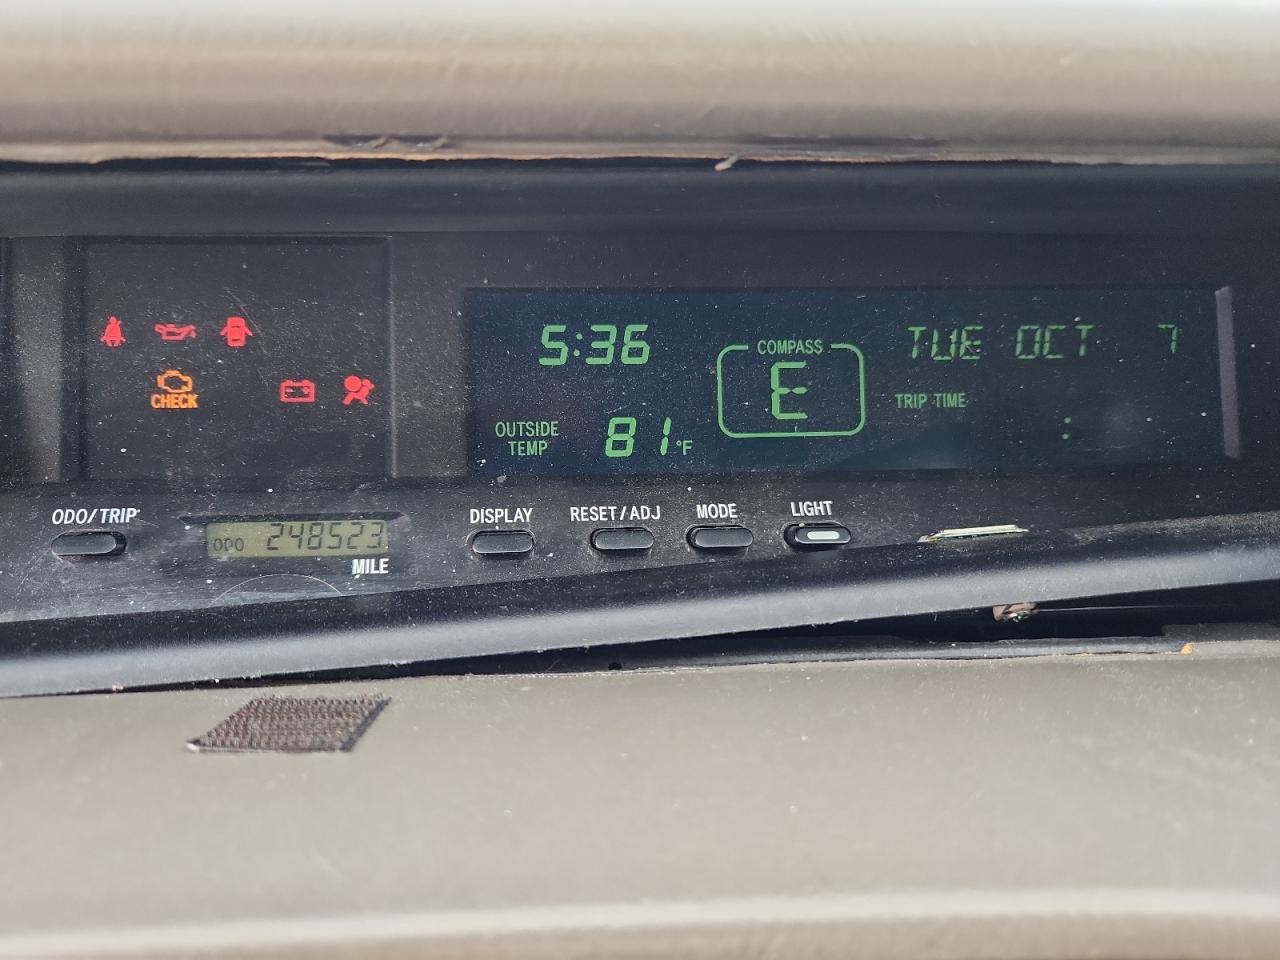 CHECK
5:36
OUTSIDE
TEMP
81°F
COMPASS
E
TUE OCT 7
TRIP TIME
:
ODO/TRIP
ODO 248523
MILE
DISPLAY
RESET/ADJ
MODE
LIGHT